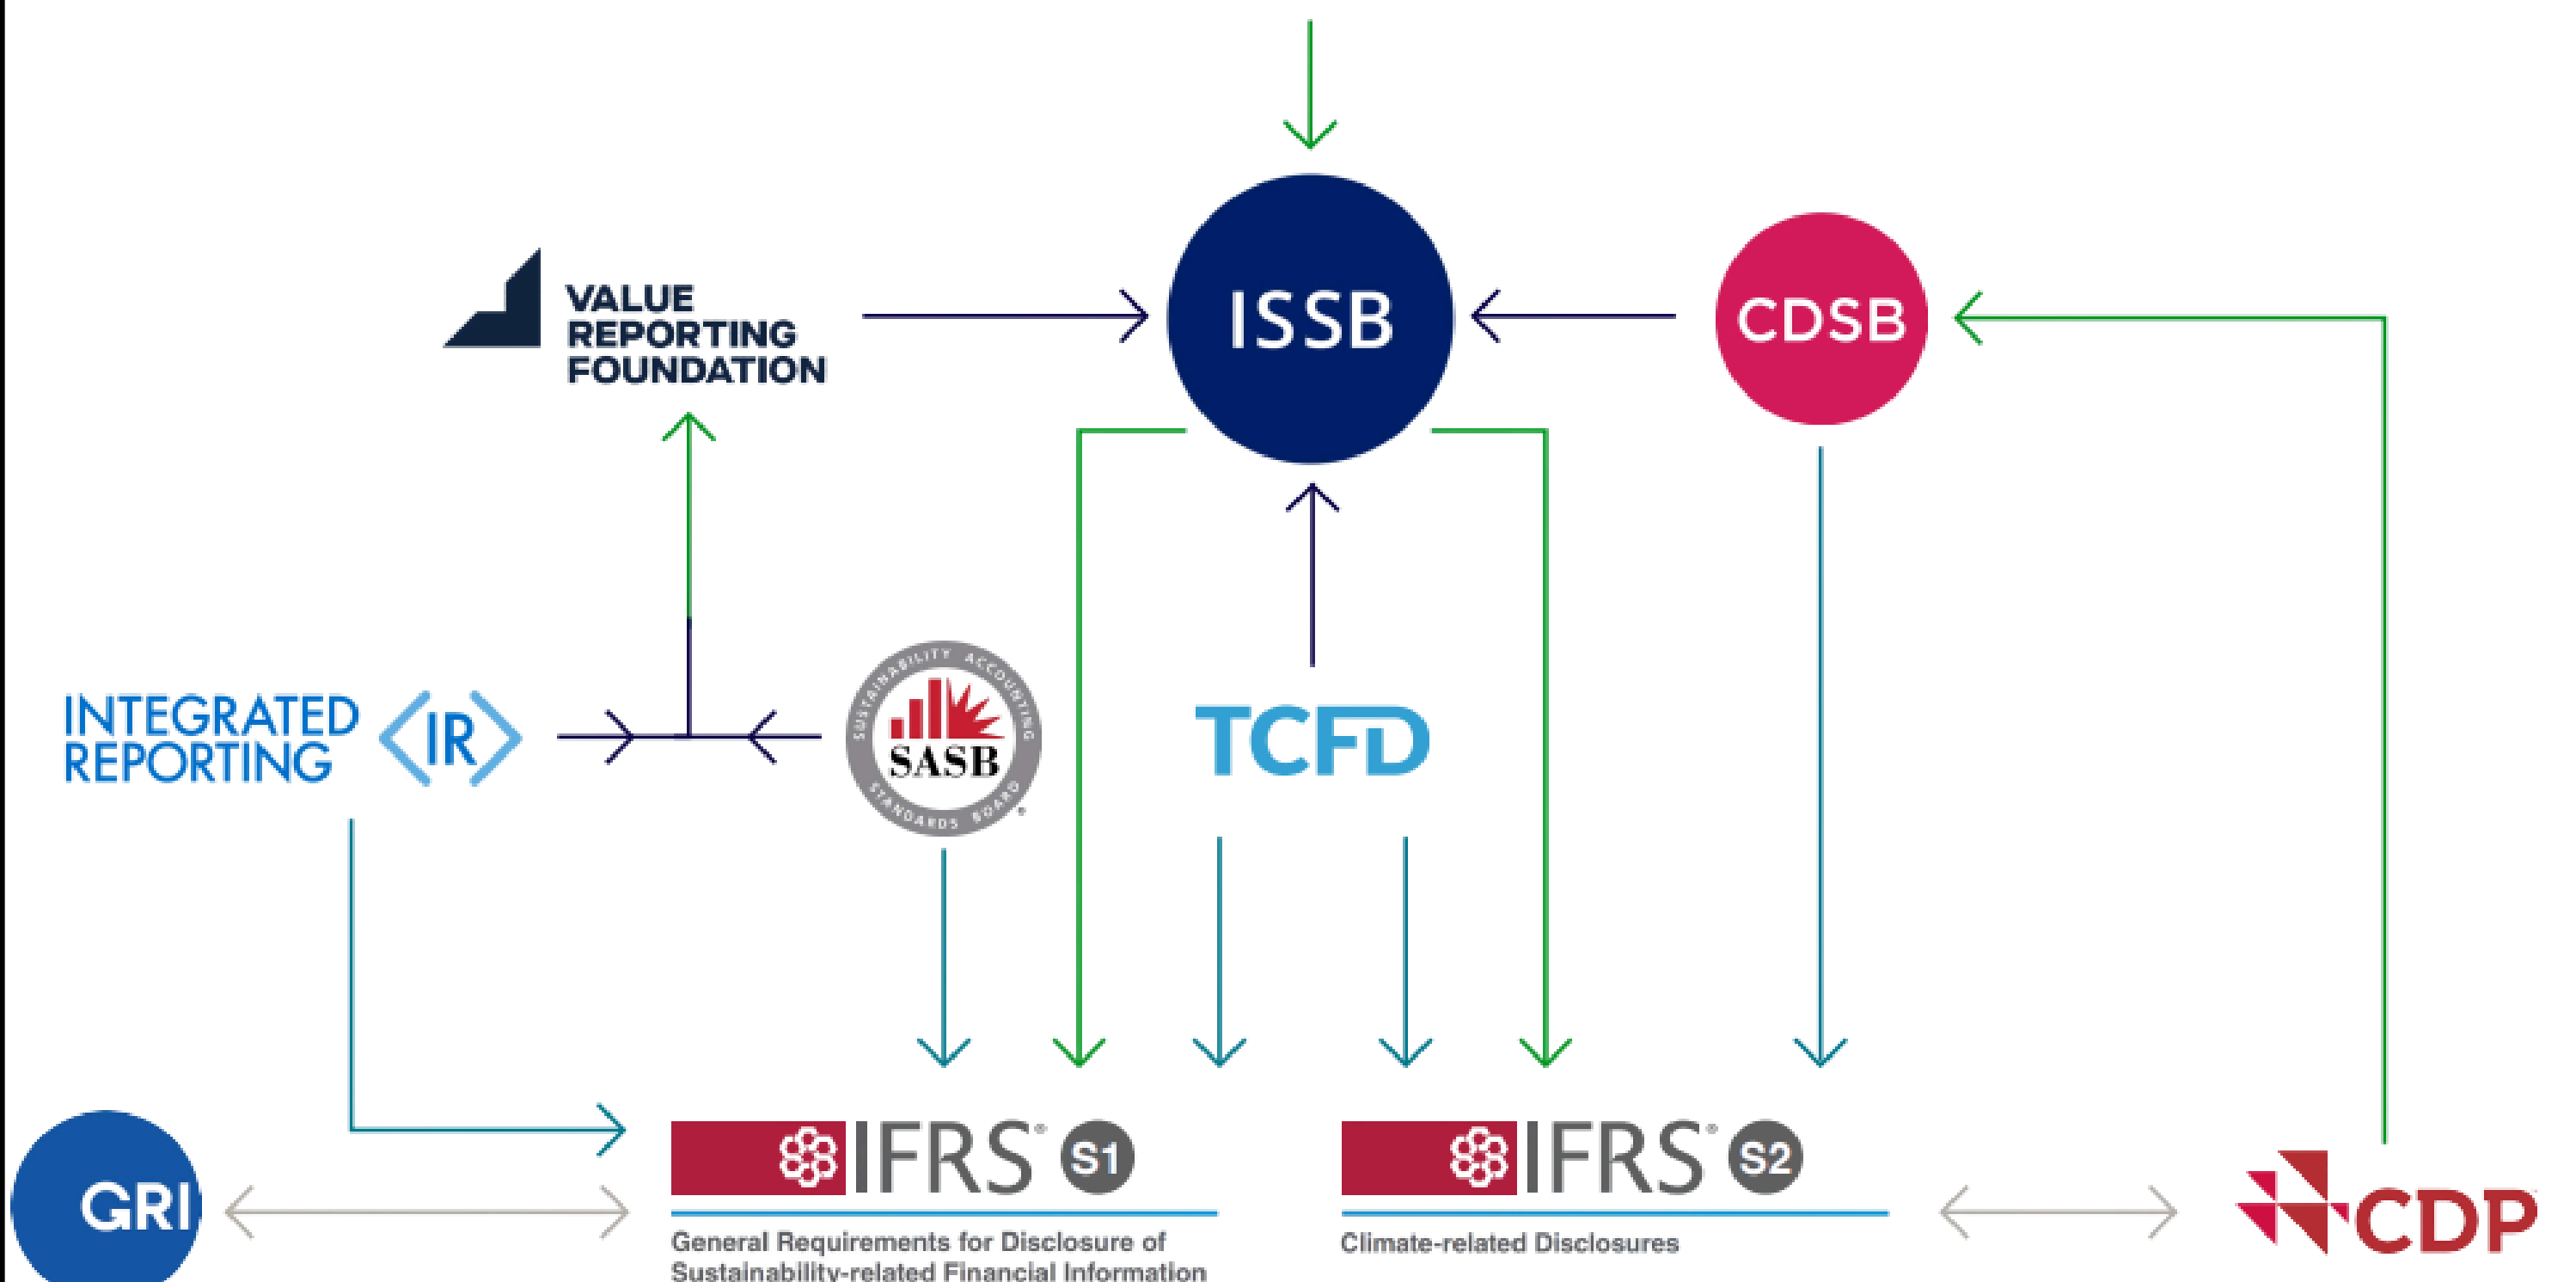 ISSB
VALUE
REPORTING
FOUNDATION
CDSB
INTEGRATED
REPORTING
<IR>
SUSTAINABILITY ACCOUNTING
SASB
STANDARDS BOARD
®
TCFD
GRI
IFRS® S1
General Requirements for Disclosure of
Sustainability-related Financial Information
IFRS® S2
Climate-related Disclosures
CDP